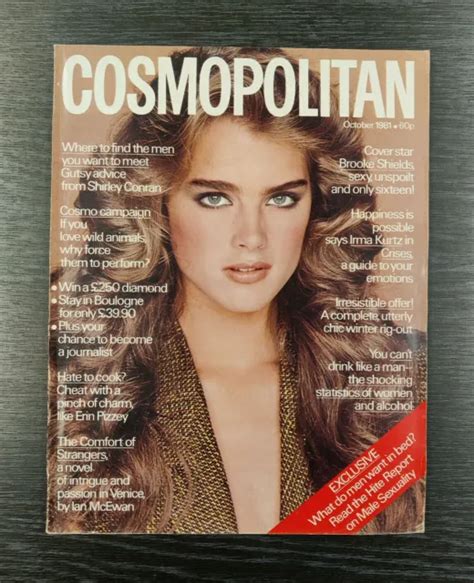 COSMOPOLITAN
October 1981 • 60p
Where to find the men
you want to meet
Gutsy advice
from Shirley Conran
Cosmo campaign
If you
love wild animals
why force
them to perform?
• Win a £250 diamond
• Stay in Boulogne
for only £39.90
• Plus your
chance to become
a journalist
Hate to cook?
Cheat with a
pinch of charm,
like Erin Pizzey
The Comfort of
Strangers,
a novel
of intrigue and
passion in Venice,
by Ian McEwan
Cover star
Brooke Shields,
sexy, unspoilt
and only sixteen!
Happiness is
possible
says Irma Kurtz in
Crises,
a guide to your
emotions
Irresistible offer!
A complete, utterly
chic winter rig-out
You can't
drink like a man—
the shocking
statistics of women
and alcohol
EXCLUSIVE
What do men want in bed?
Read the Hite Report
on Male Sexuality